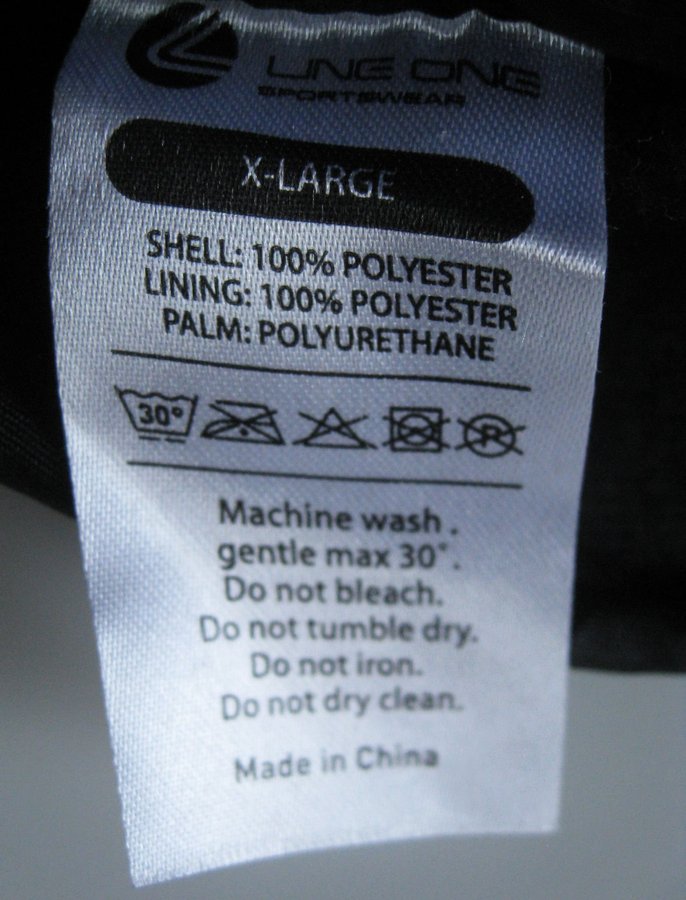 LINE ONE
SPORTSWEAR
X-LARGE
SHELL: 100% POLYESTER
LINING: 100% POLYESTER
PALM: POLYURETHANE
30° P
Machine wash .
gentle max 30°.
Do not bleach.
Do not tumble dry.
Do not iron.
Do not dry clean.
Made in China